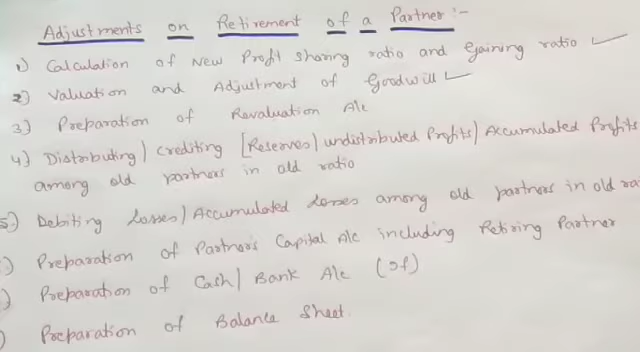 Adjustments on Retirement of a Partner :-
1) Calculation of New Profit sharing ratio and Gaining ratio
2) Valuation and Adjustment of Goodwill
3) Preparation of Revaluation A/c
4) Distributing/ crediting [Reserves/ undistributed Profits/ Accumulated Profits
among old partners in old ratio
5) Debiting losses/ Accumulated losses among old partners in old ra
) Preparation of Partner's Capital A/c including Retiring Partner
) Preparation of Cash/ Bank A/c (If)
) Preparation of Balance Sheet.